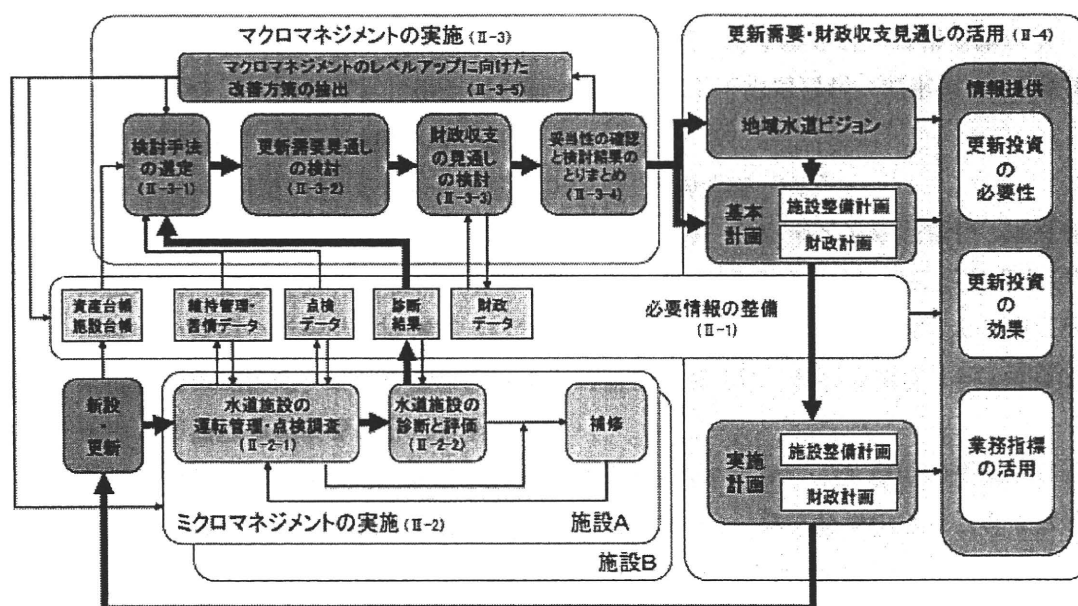 マクロマネジメントの実施(Ⅱ-3)
マクロマネジメントのレベルアップに向けた
改善方策の抽出 (Ⅱ-3-5)
検討手法
の選定
(Ⅱ-3-1)
更新需要見通し
の検討
(Ⅱ-3-2)
財政収支
の見通し
の検討
(Ⅱ-3-3)
妥当性の確認
と検討結果の
とりまとめ
(Ⅱ-3-4)
更新需要・財政収支見通しの活用(Ⅱ-4)
地域水道ビジョン
基本
計画
施設整備計画
財政計画
情報提供
更新投資
の
必要性
更新投資
の
効果
業務指標
の活用
資産台帳
施設台帳
維持管理・
苦情データ
点検
データ
診断
結果
財政
データ
必要情報の整備
(Ⅱ-1)
新設
・
更新
水道施設の
運転管理・点検調査
(Ⅱ-2-1)
水道施設の
診断と評価
(Ⅱ-2-2)
補修
ミクロマネジメントの実施(Ⅱ-2)
施設A
施設B
実施
計画
施設整備計画
財政計画